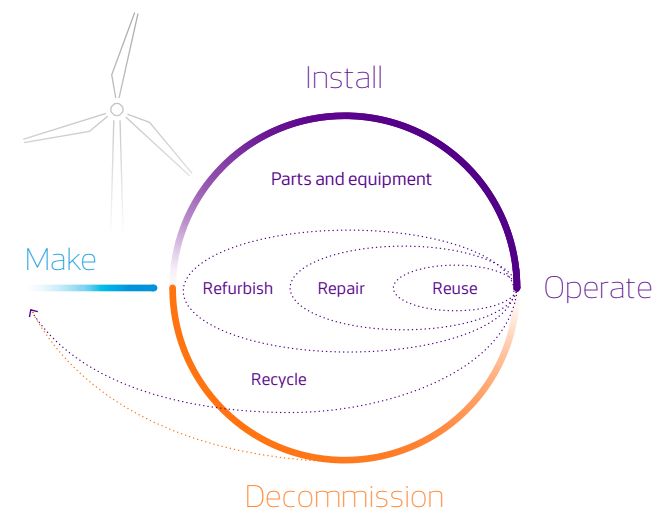 Install
Parts and equipment
Make
Refurbish
Repair
Reuse
Operate
Recycle
Decommission